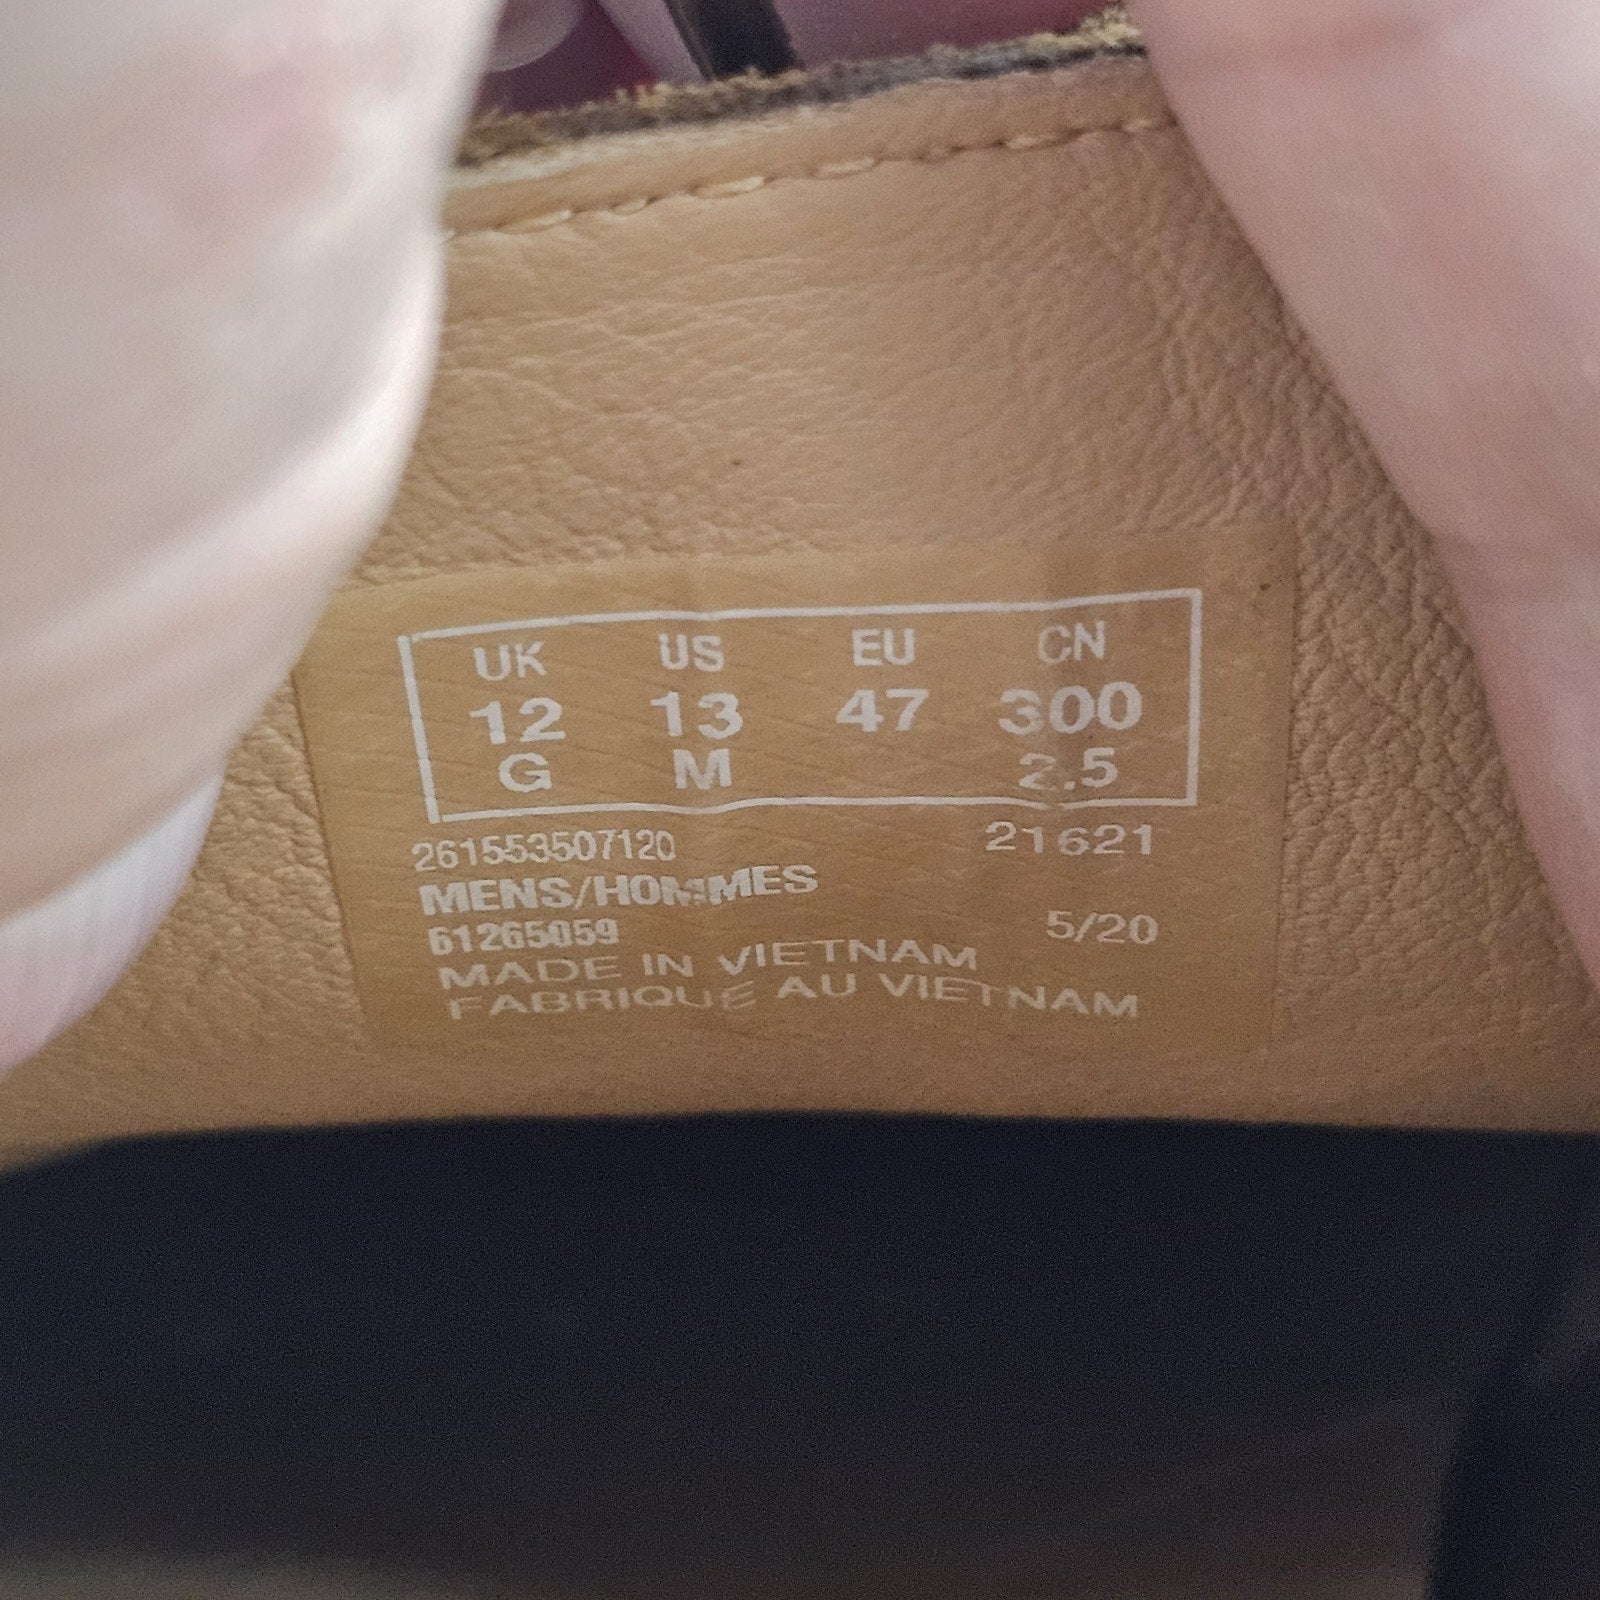 UK US EU CN
12 13 47 300
G M 2.5
261553507120 21621
MENS/HOMMES
61265059 5/20
MADE IN VIETNAM
FABRIQUE AU VIETNAM